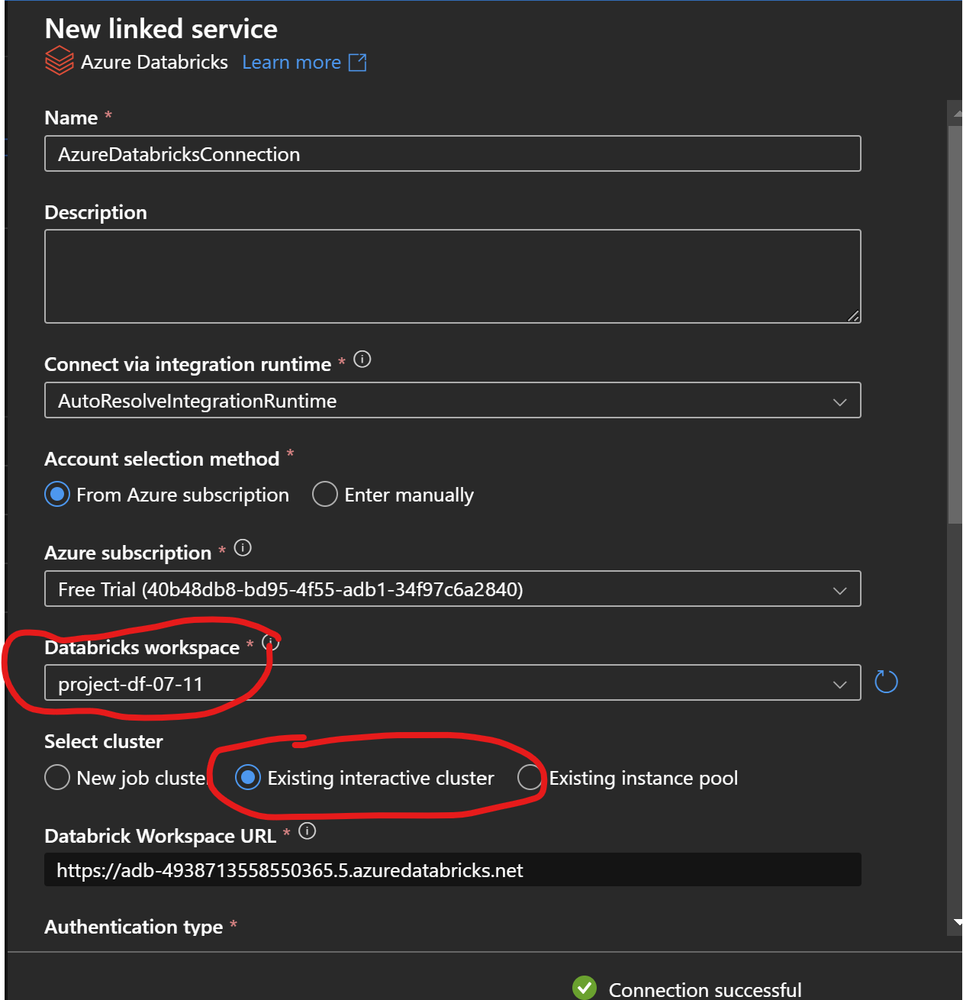 New linked service
Azure Databricks Learn more
Name *
AzureDatabricksConnection
Description
Connect via integration runtime *
AutoResolveIntegrationRuntime
Account selection method *
From Azure subscription Enter manually
Azure subscription *
Free Trial (40b48db8-bd95-4f55-adb1-34f97c6a2840)
Databricks workspace *
project-df-07-11
Select cluster
New job cluster Existing interactive cluster Existing instance pool
Databrick Workspace URL *
https://adb-4938713558550365.5.azuredatabricks.net
Authentication type *
Connection successful